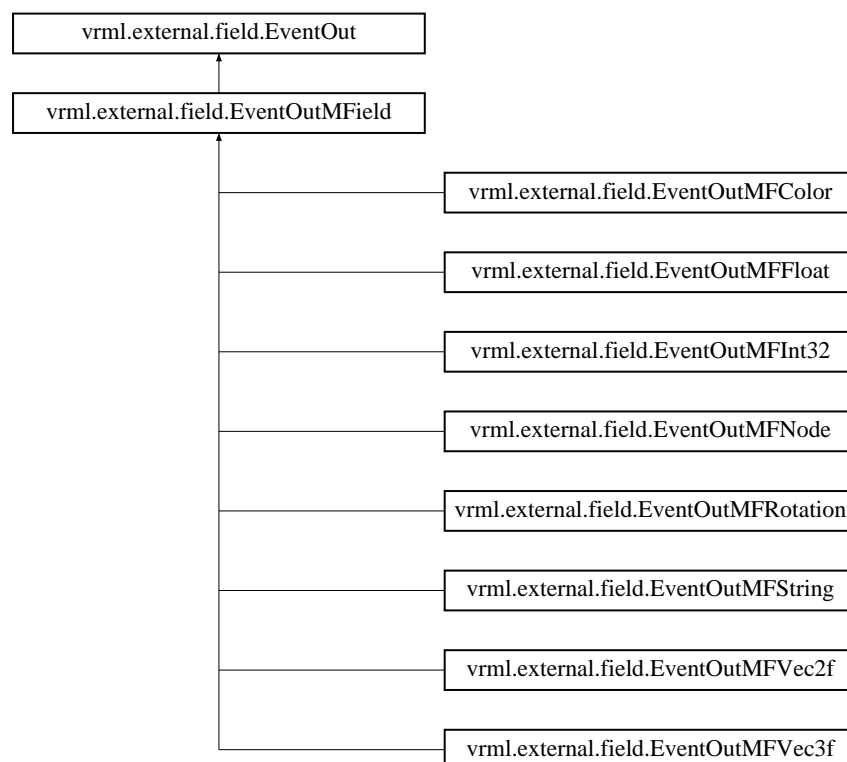 vrml.external.field.EventOut
vrml.external.field.EventOutMField
vrml.external.field.EventOutMFColor
vrml.external.field.EventOutMFFloat
vrml.external.field.EventOutMFInt32
vrml.external.field.EventOutMFNode
vrml.external.field.EventOutMFRotation
vrml.external.field.EventOutMFString
vrml.external.field.EventOutMFVec2f
vrml.external.field.EventOutMFVec3f